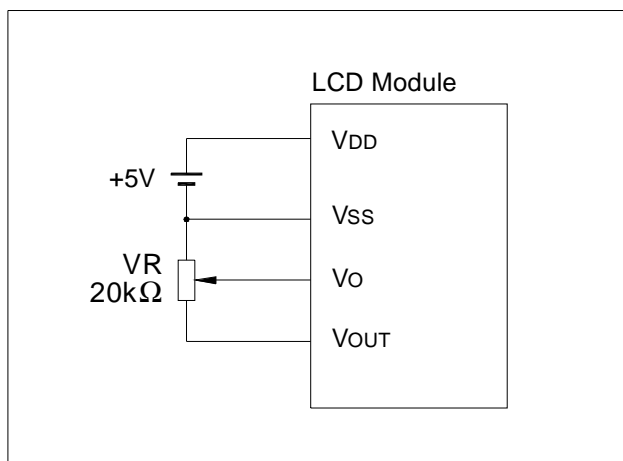 LCD Module
VDD
+5V
VSS
VR
20kΩ
VO
VOUT